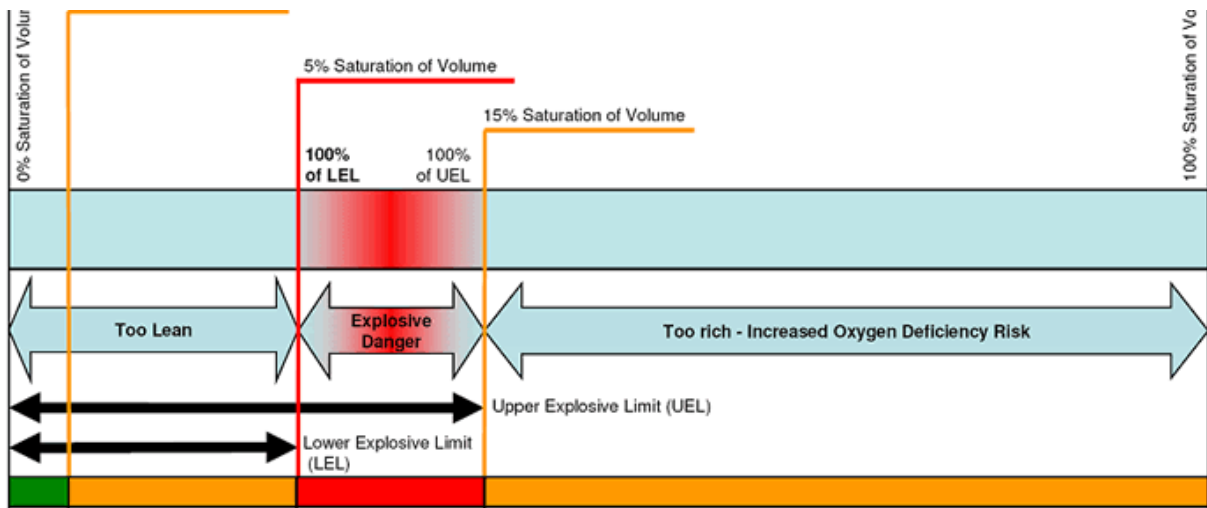 0% Saturation of
5% Saturation of Volume
15% Saturation of Volume
100% Saturation of
100%
of LEL
100%
of UEL
Too Lean
Explosive
Danger
Too rich - Increased Oxygen Deficiency Risk
Upper Explosive Limit (UEL)
Lower Explosive Limit
(LEL)